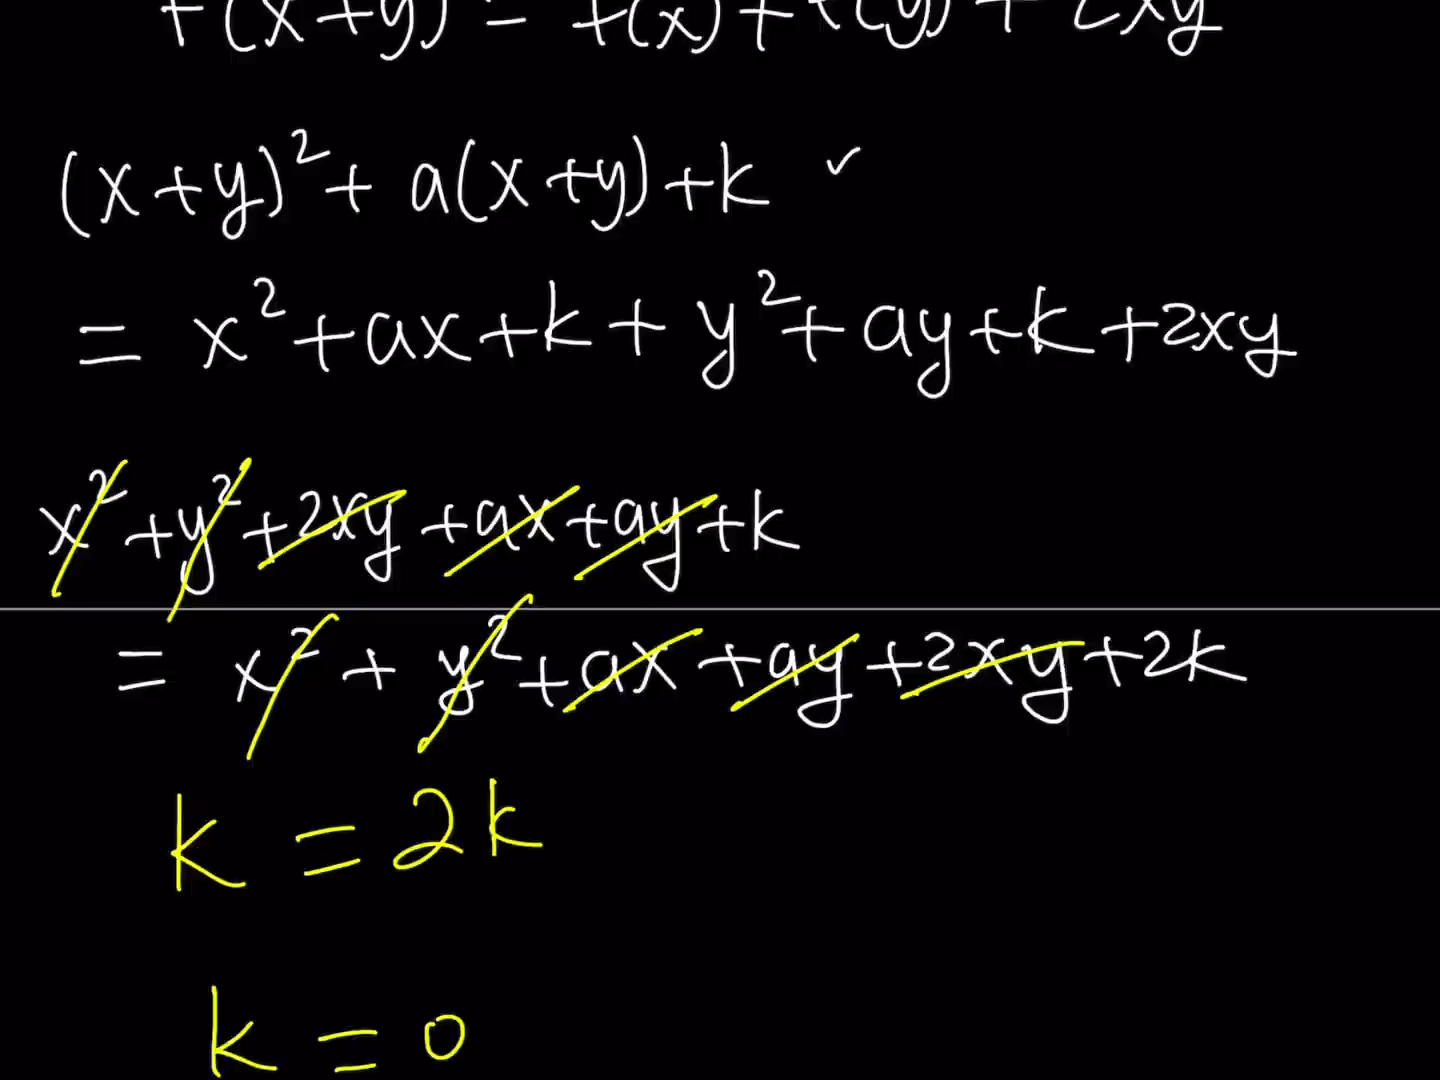 f(x+y) = f(x) + f(y) + 2xy
(x+y)² + a(x+y) + k ✓
= x² + ax + k + y² + ay + k + 2xy
x² + y² + 2xy + ax + ay + k
= x² + y² + ax + ay + 2xy + 2k
k = 2k
k = 0